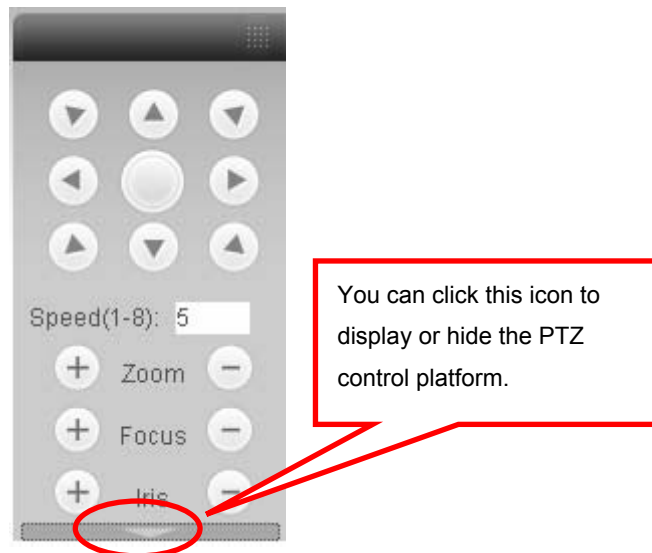 Speed(1-8): 5
+ Zoom −
+ Focus −
+ Iris −
You can click this icon to
display or hide the PTZ
control platform.